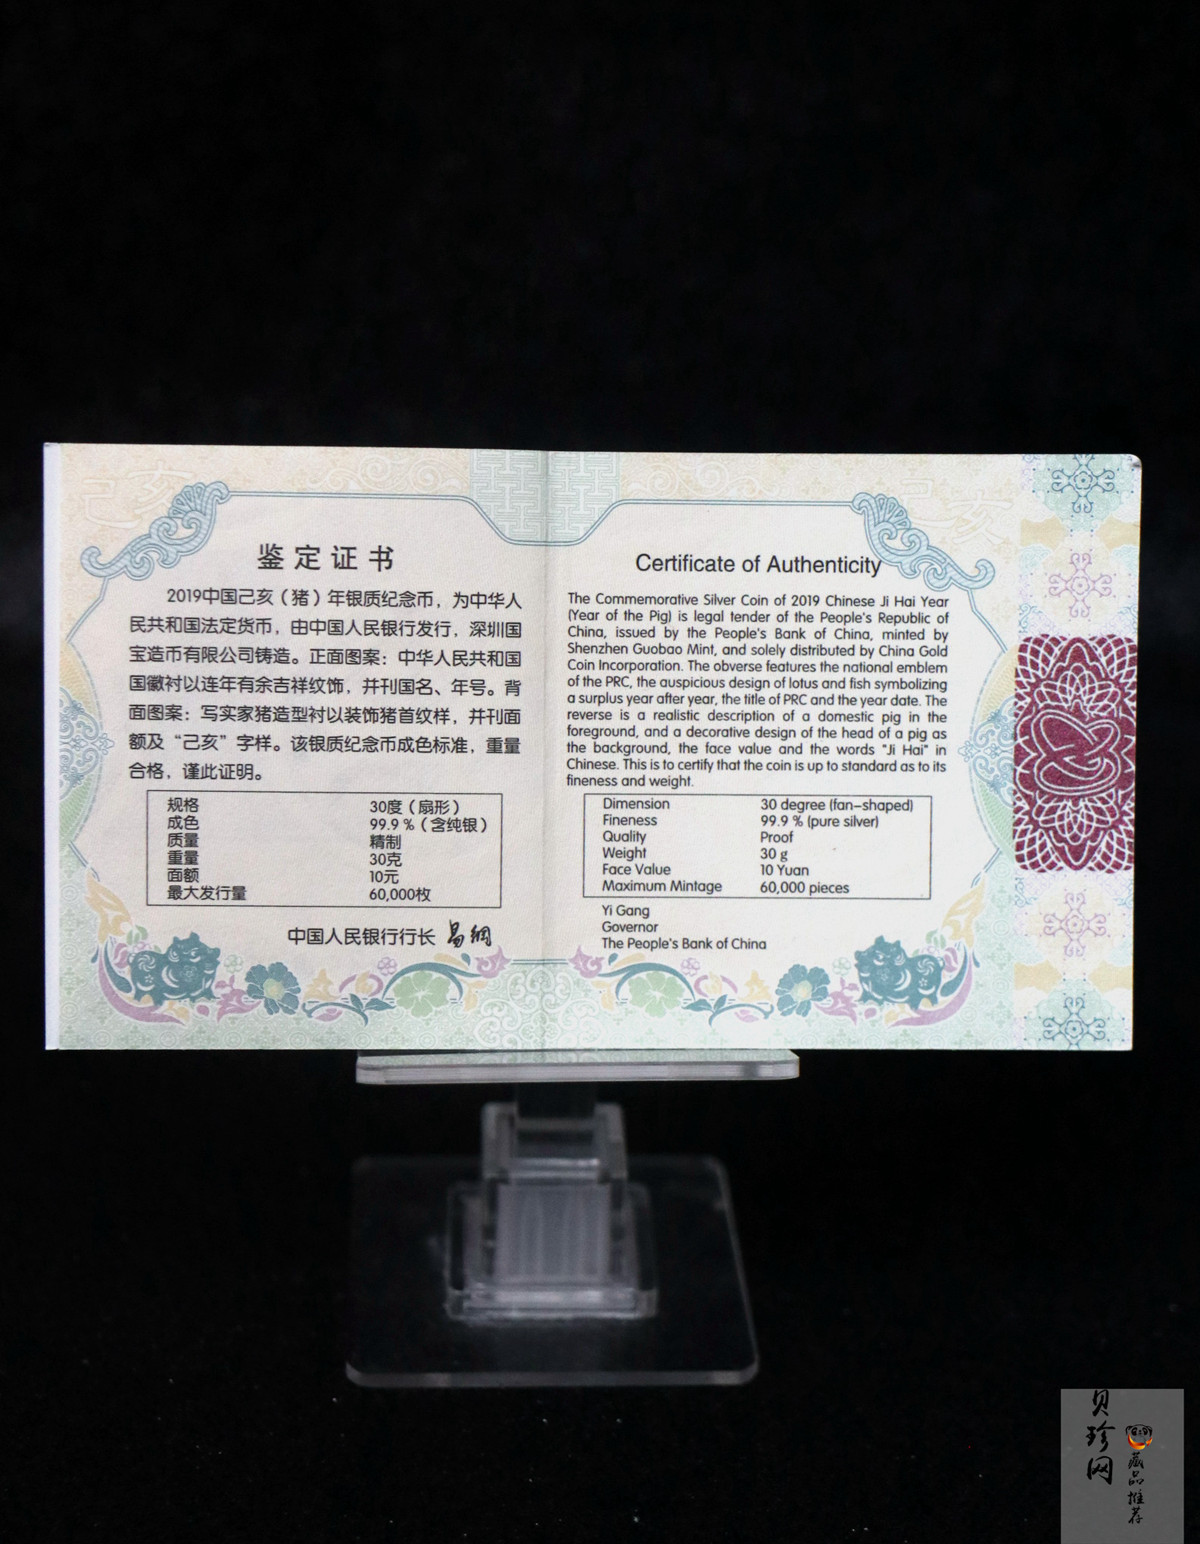 鉴定证书
2019中国己亥（猪）年银质纪念币，为中华人
民共和国法定货币，由中国人民银行发行，深圳国
宝造币有限公司铸造。正面图案：中华人民共和国
国徽衬以连年有余吉祥纹饰，并刊国名、年号。背
面图案：写实家猪造型衬以装饰猪首纹样，并刊面
额及“己亥”字样。该银质纪念币成色标准，重量
合格，谨此证明。
规格 30度（扇形）
成色 99.9％（含纯银）
质量 精制
重量 30克
面额 10元
最大发行量 60,000枚
中国人民银行行长 易纲
Certificate of Authenticity
The Commemorative Silver Coin of 2019 Chinese Ji Hai Year
(Year of the Pig) is legal tender of the People's Republic of
China, issued by the People's Bank of China, minted by
Shenzhen Guobao Mint, and solely distributed by China Gold
Coin Incorporation. The obverse features the national emblem
of the PRC, the auspicious design of lotus and fish symbolizing
a surplus year after year, the title of PRC and the year date. The
reverse is a realistic description of a domestic pig in the
foreground, and a decorative design of the head of a pig as
the background, the face value and the words "Ji Hai" in
Chinese. This is to certify that the coin is up to standard as to its
fineness and weight.
Dimension 30 degree (fan-shaped)
Fineness 99.9 % (pure silver)
Quality Proof
Weight 30 g
Face Value 10 Yuan
Maximum Mintage 60,000 pieces
Yi Gang
Governor
The People's Bank of China
己亥
己亥
贝珍网
藏品推荐